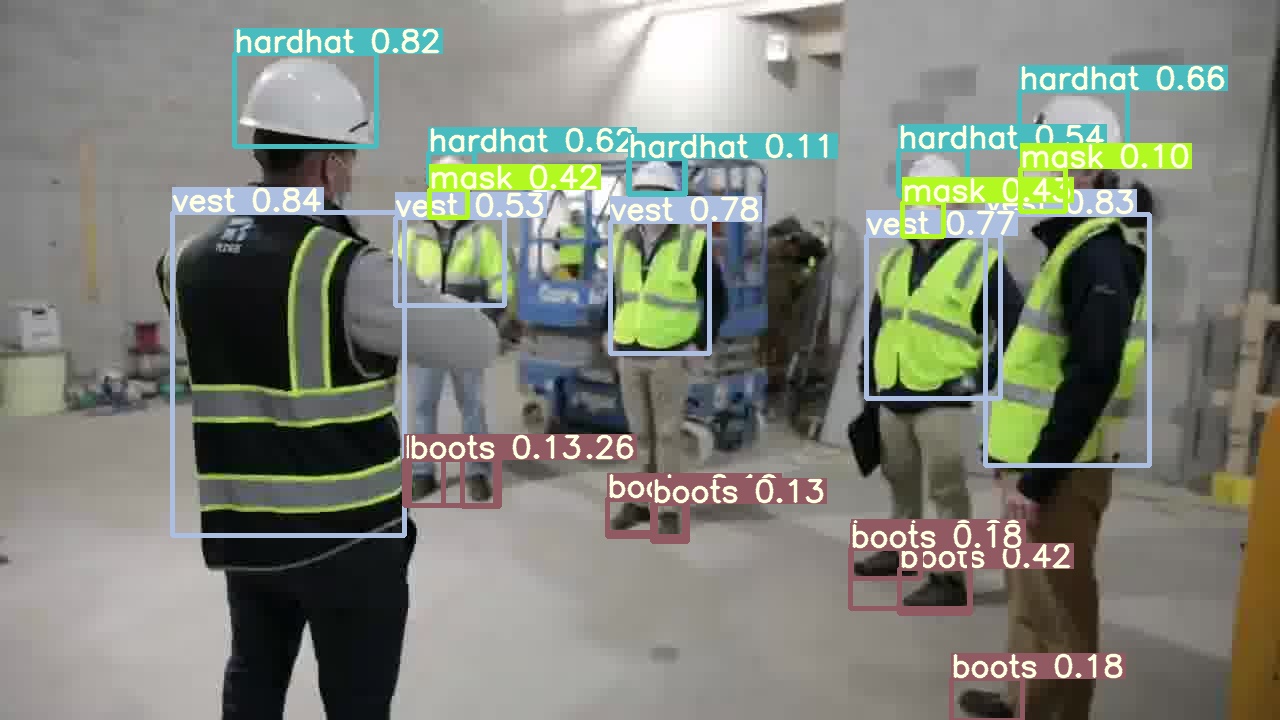 hardhat 0.82
hardhat 0.66
hardhat 0.62
hardhat 0.11
hardhat 0.54
mask 0.10
mask 0.42
mask 0.43
vest 0.84
vest 0.53
vest 0.78
vest 0.77
0.83
boots 0.13.26
boots 0.13
boots 0.18
boots 0.42
boots 0.18